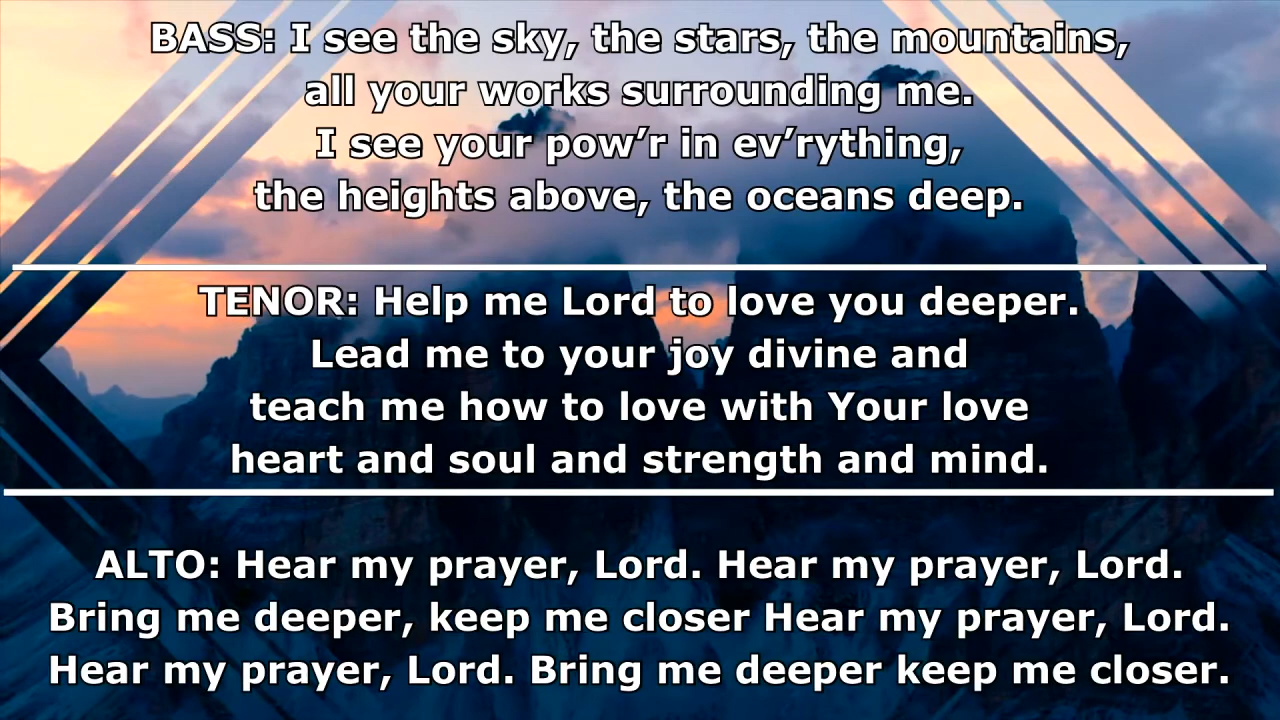 BASS: I see the sky, the stars, the mountains,
all your works surrounding me.
I see your pow’r in ev’rything,
the heights above, the oceans deep.
TENOR: Help me Lord to love you deeper.
Lead me to your joy divine and
teach me how to love with Your love
heart and soul and strength and mind.
ALTO: Hear my prayer, Lord. Hear my prayer, Lord.
Bring me deeper, keep me closer Hear my prayer, Lord.
Hear my prayer, Lord. Bring me deeper keep me closer.